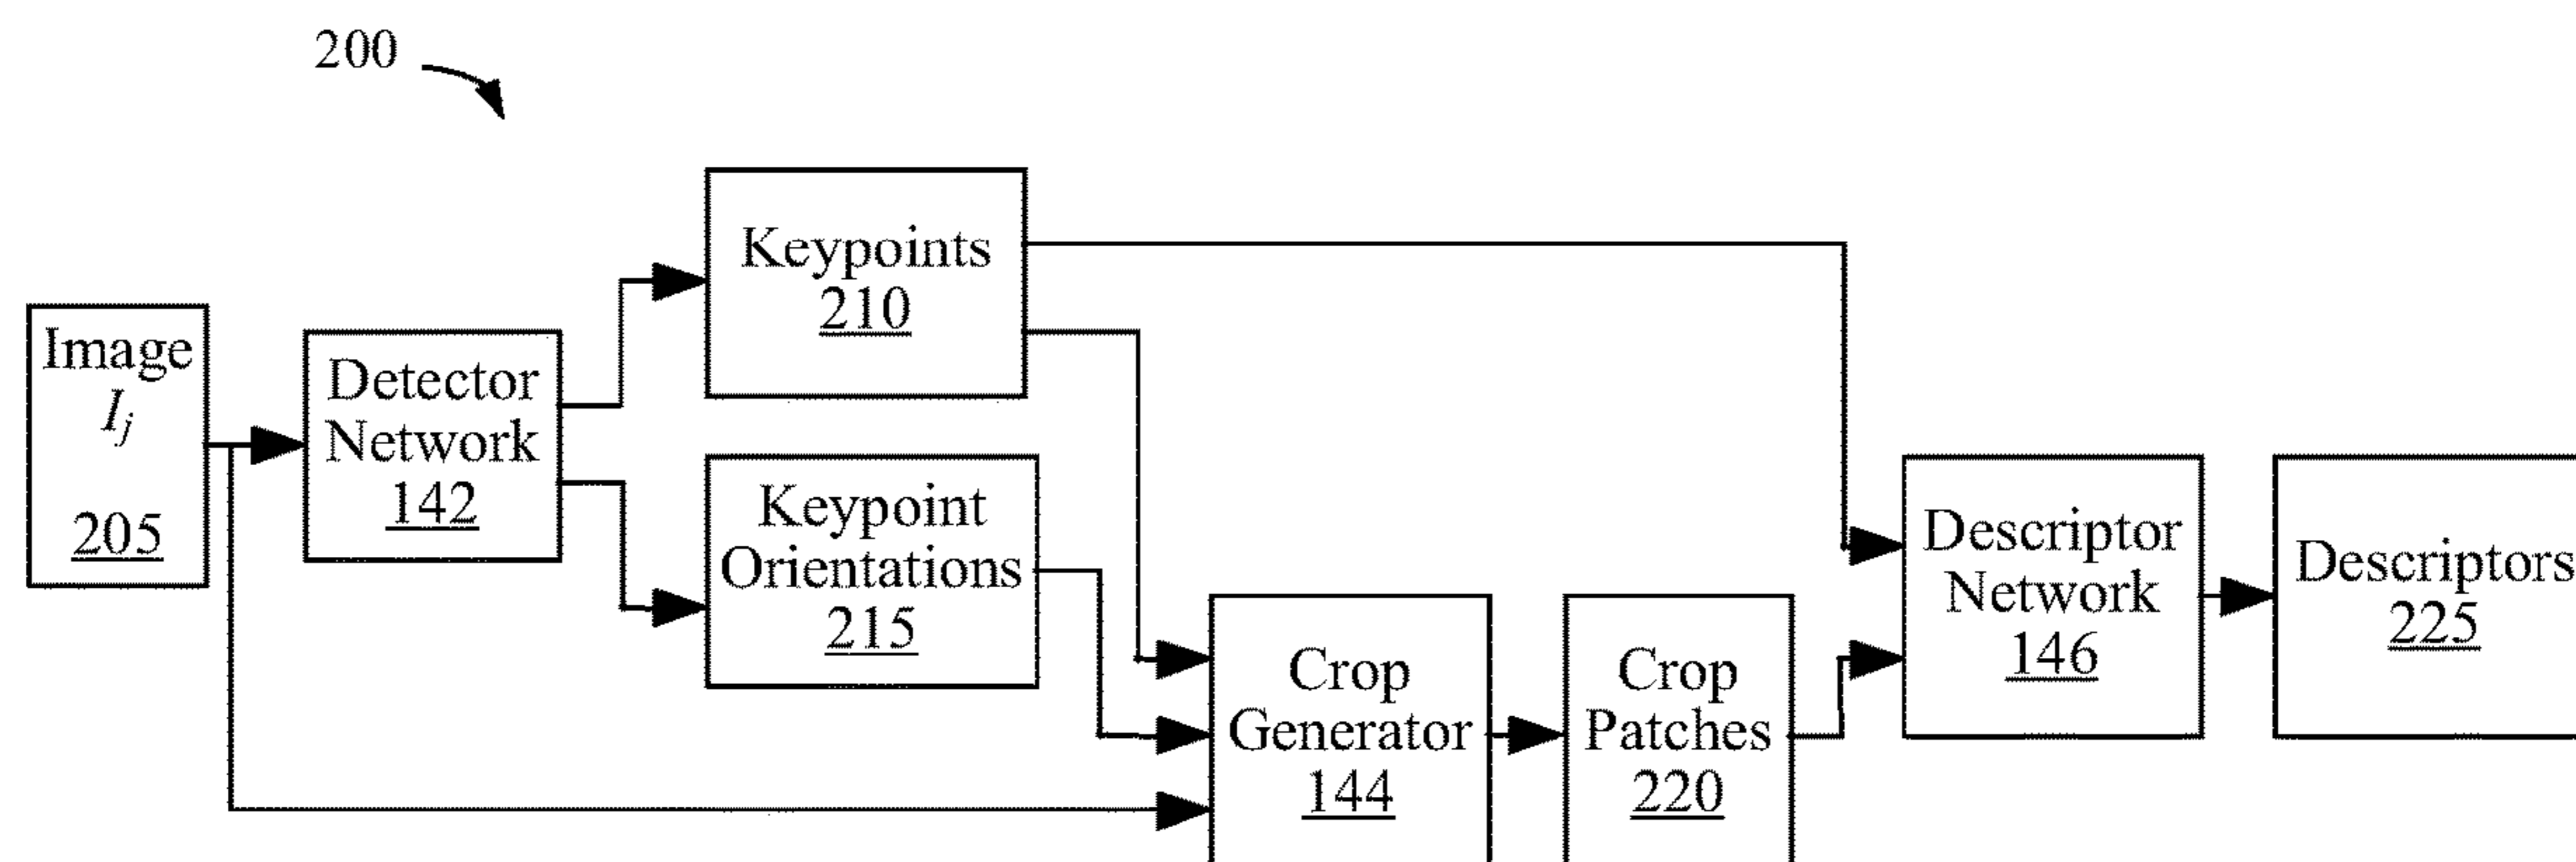 200
Image
I_j
205
Detector
Network
142
Keypoints
210
Keypoint
Orientations
215
Crop
Generator
144
Crop
Patches
220
Descriptor
Network
146
Descriptors
225